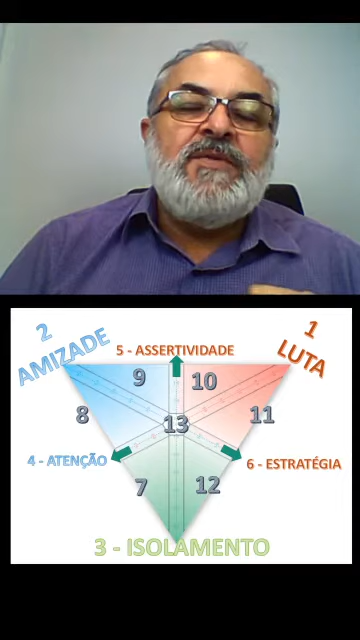 2
AMIZADE
1
LUTA
5 - ASSERTIVIDADE
9
10
8
13
11
4 - ATENÇÃO
6 - ESTRATÉGIA
7
12
3 - ISOLAMENTO